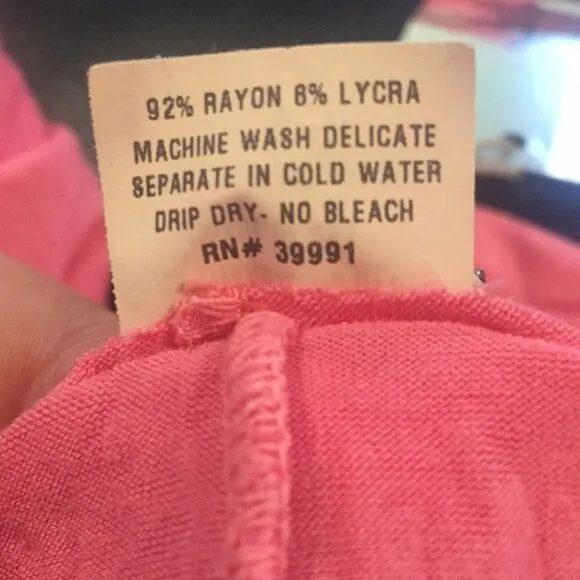 92% RAYON 8% LYCRA
MACHINE WASH DELICATE
SEPARATE IN COLD WATER
DRIP DRY- NO BLEACH
RN# 39991